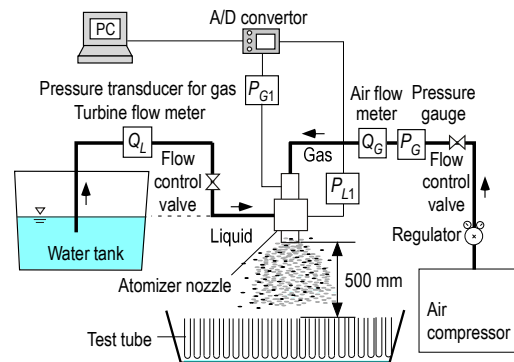 PC
A/D convertor
Pressure transducer for gas
P_G1
Turbine flow meter
Q_L
Air flow
meter
Pressure
gauge
Q_G
P_G
Gas
Flow
control
valve
P_L1
Flow
control
valve
Liquid
Water tank
Regulator
Atomizer nozzle
500 mm
Air
compressor
Test tube